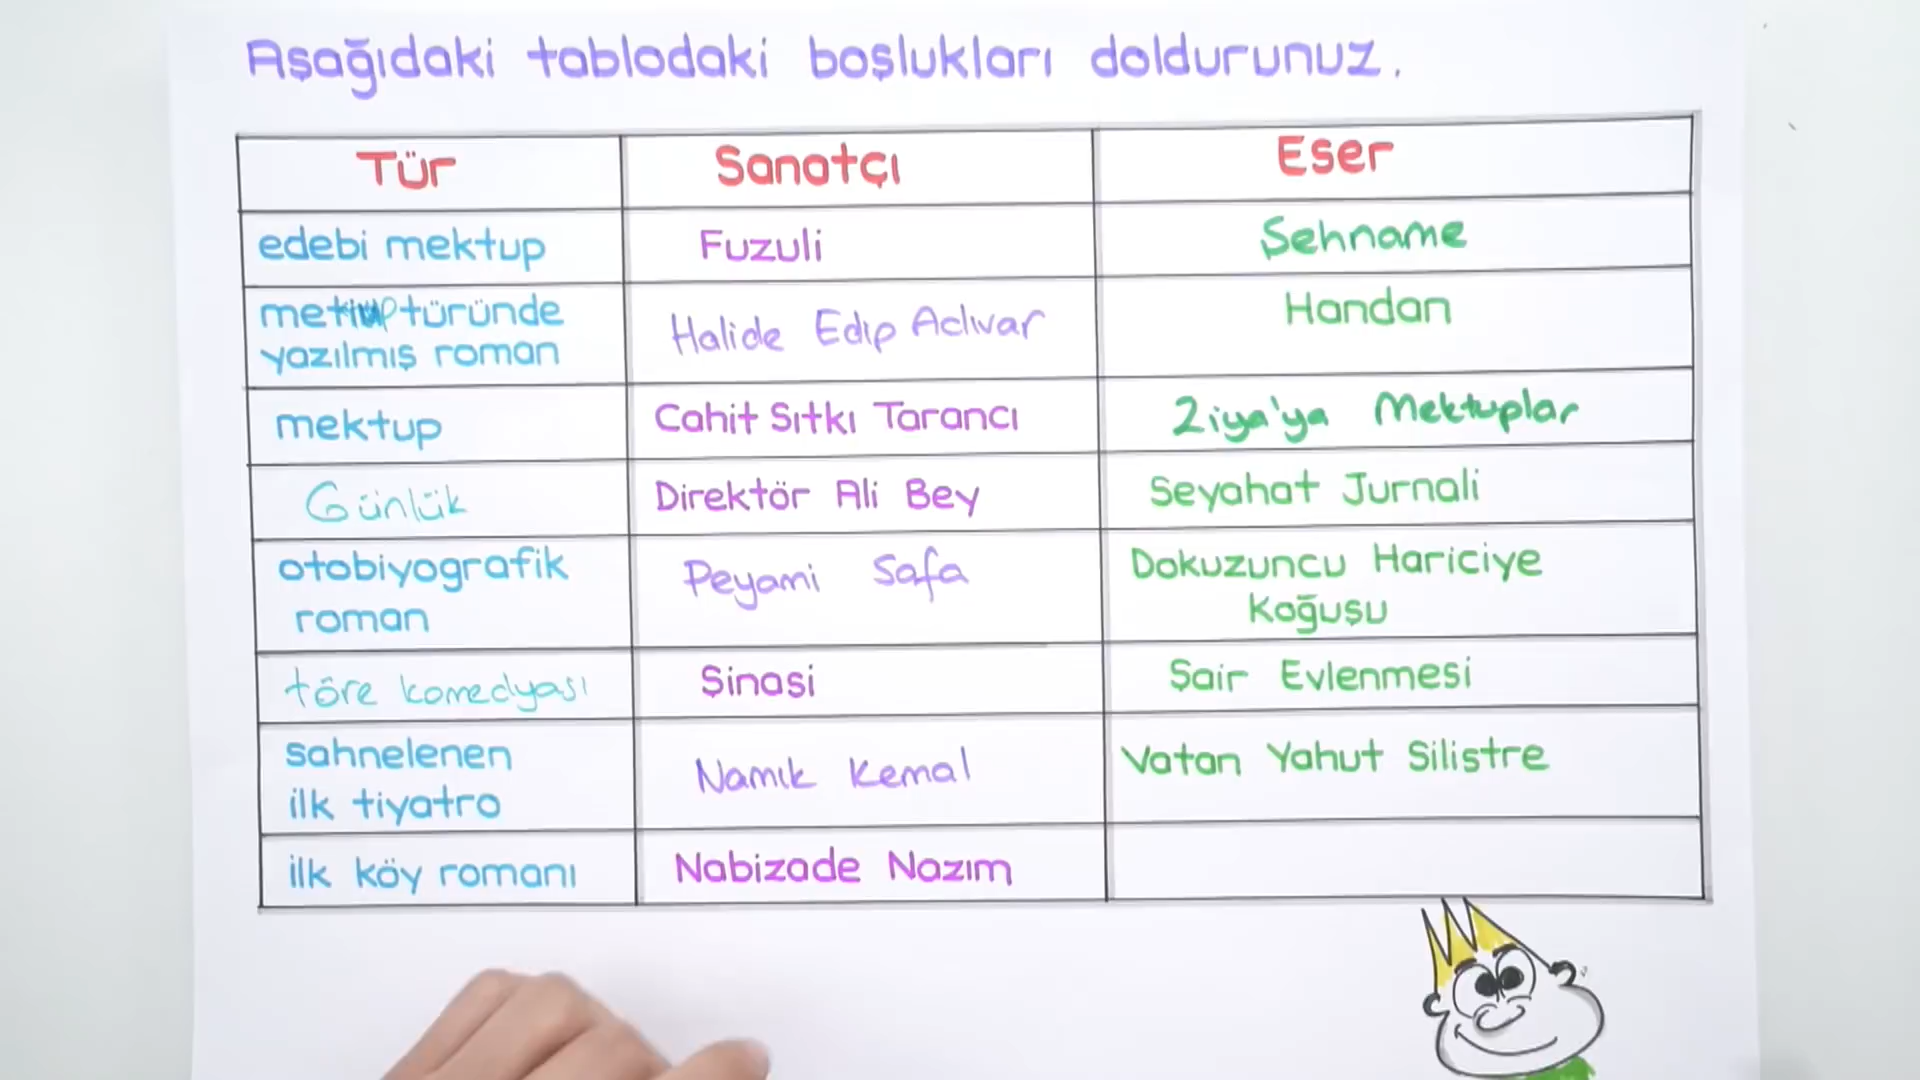 Aşağıdaki tablodaki boşlukları doldurunuz.
Tür Sanatçı Eser
edebi mektup Fuzuli Şehname
türünde
yazılmış roman Halide Edip Adıvar Handan
mektup Cahit Sıtkı Tarancı Ziya'ya Mektuplar
Günlük Direktör Ali Bey Seyahat Jurnali
otobiyografik
roman Peyami Safa Dokuzuncu Hariciye
Koğuşu
töre komedyası Şinasi Şair Evlenmesi
sahnelenen
ilk tiyatro Namık Kemal Vatan Yahut Silistre
ilk köy romanı Nabizade Nazım